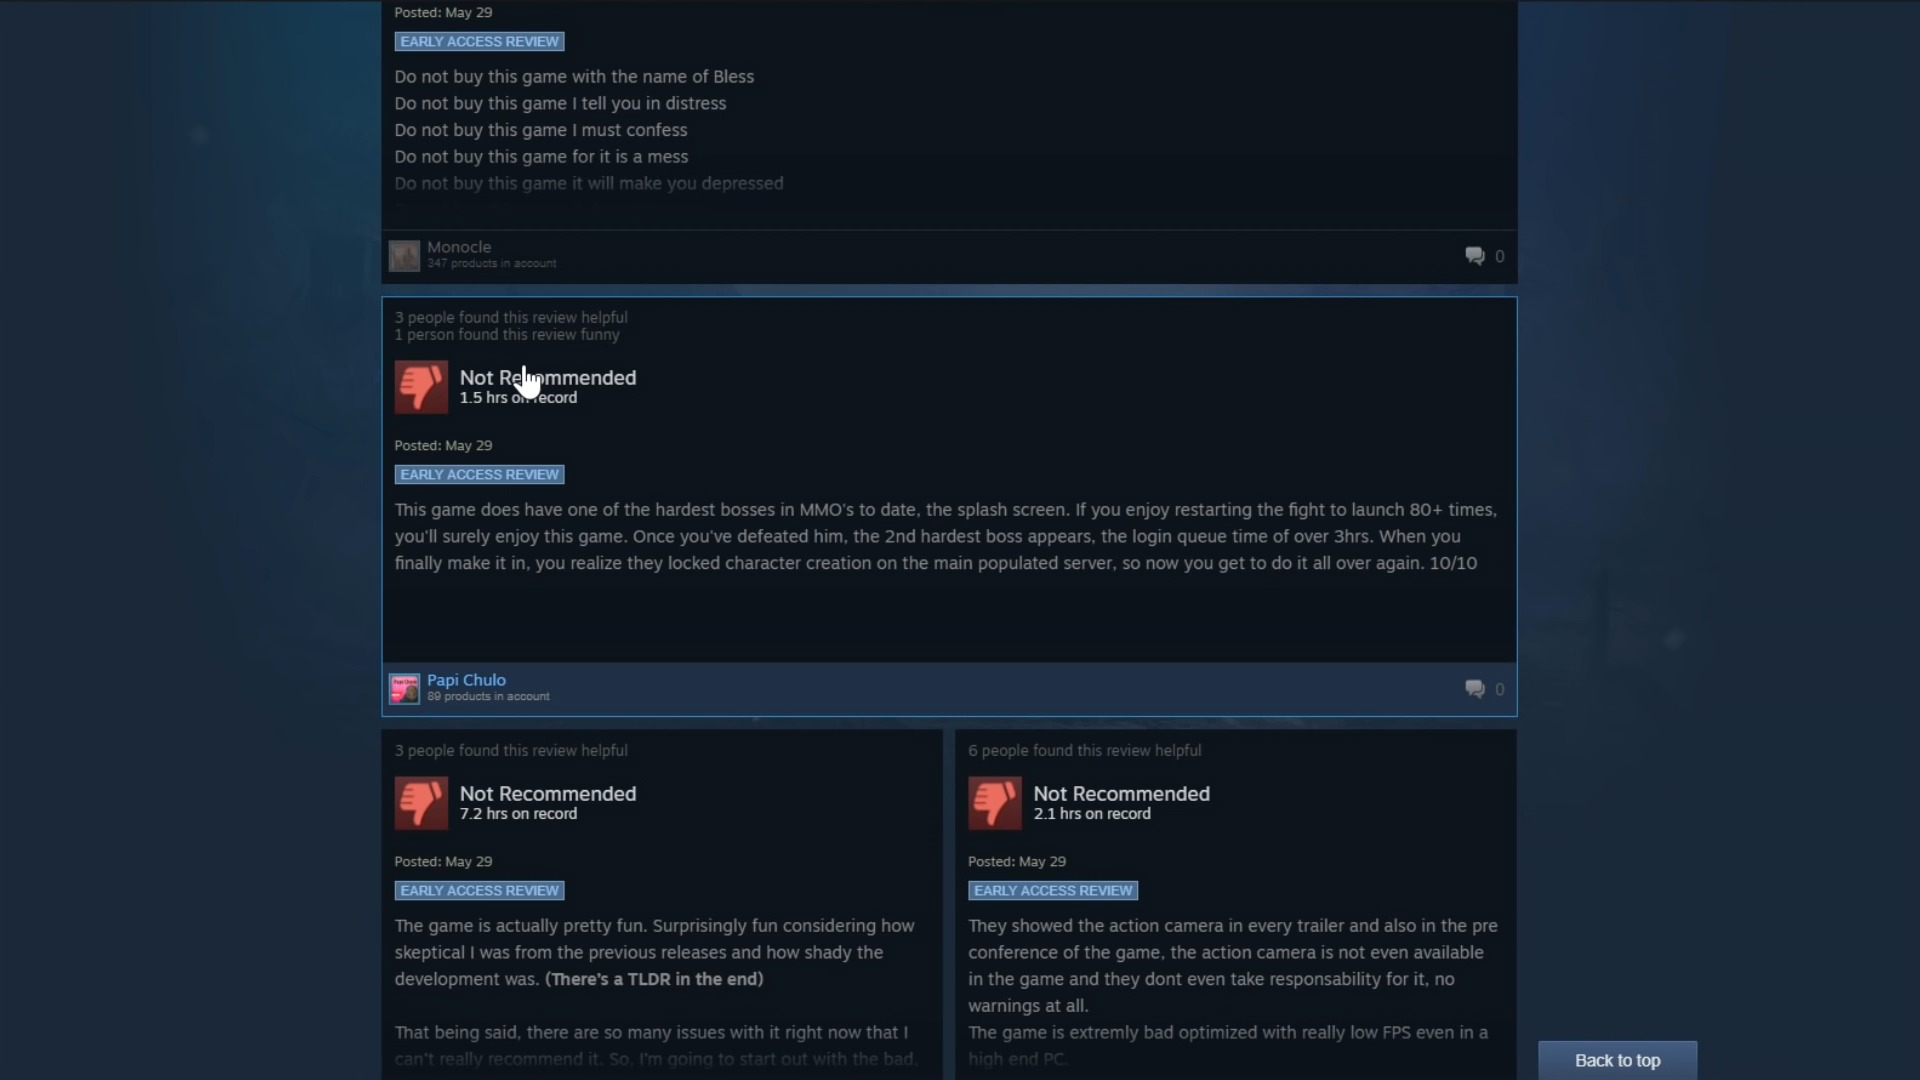 Posted: May 29
EARLY ACCESS REVIEW
Do not buy this game with the name of Bless
Do not buy this game I tell you in distress
Do not buy this game I must confess
Do not buy this game for it is a mess
Do not buy this game it will make you depressed
Monocle
347 products in account
0
3 people found this review helpful
1 person found this review funny
Not Recommended
1.5 hrs on record
Posted: May 29
EARLY ACCESS REVIEW
This game does have one of the hardest bosses in MMO's to date, the splash screen. If you enjoy restarting the fight to launch 80+ times,
you'll surely enjoy this game. Once you've defeated him, the 2nd hardest boss appears, the login queue time of over 3hrs. When you
finally make it in, you realize they locked character creation on the main populated server, so now you get to do it all over again. 10/10
Papi Chulo
89 products in account
0
3 people found this review helpful
Not Recommended
7.2 hrs on record
Posted: May 29
EARLY ACCESS REVIEW
The game is actually pretty fun. Surprisingly fun considering how
skeptical I was from the previous releases and how shady the
development was. (There's a TLDR in the end)
That being said, there are so many issues with it right now that I
can't really recommend it. So, I'm going to start out with the bad,
6 people found this review helpful
Not Recommended
2.1 hrs on record
Posted: May 29
EARLY ACCESS REVIEW
They showed the action camera in every trailer and also in the pre
conference of the game, the action camera is not even available
in the game and they dont even take responsability for it, no
warnings at all.
The game is extremly bad optimized with really low FPS even in a
high end PC.
Back to top